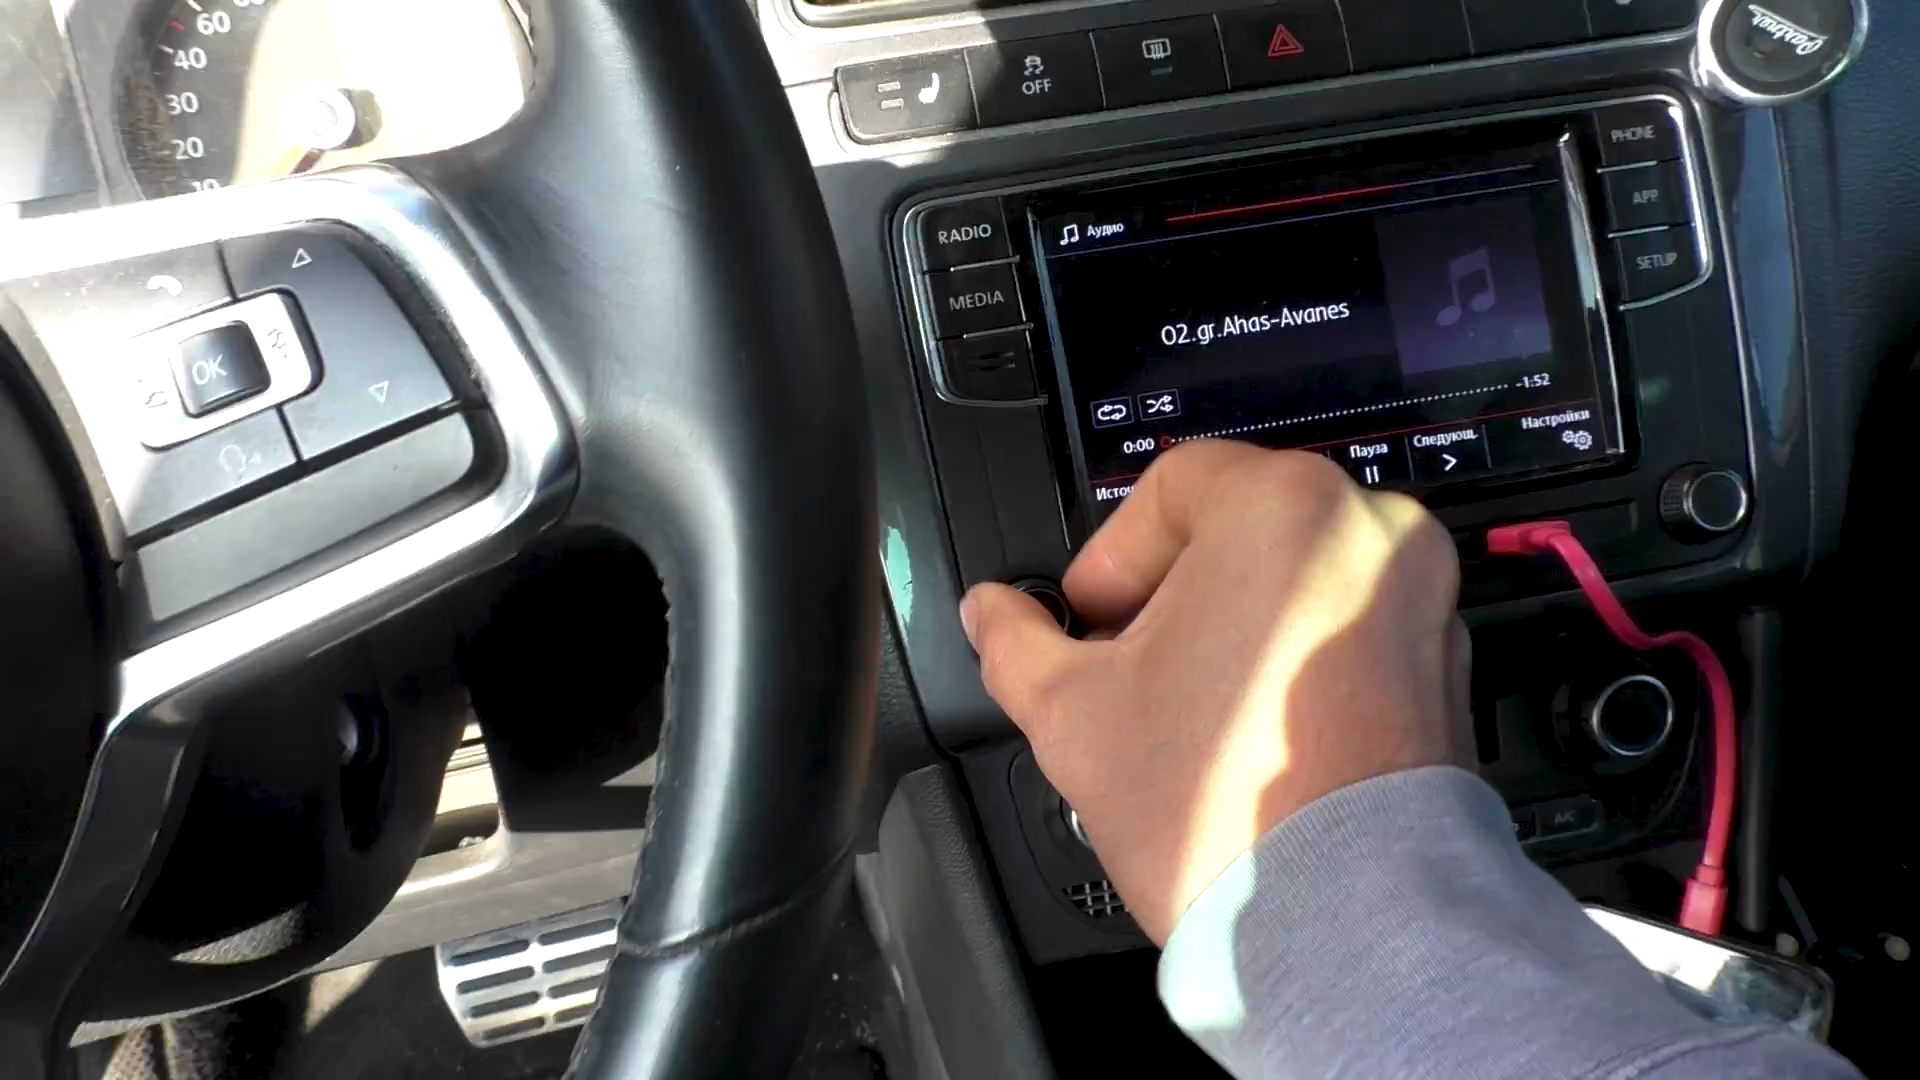 60
40
30
20
OFF
Partner
PHONE
RADIO
Аудио
APP
SETUP
MEDIA
02.gr.Ahas-Avanes
OK
-1:52
0:00
Пауза
Следующ.
Настройки
A/C